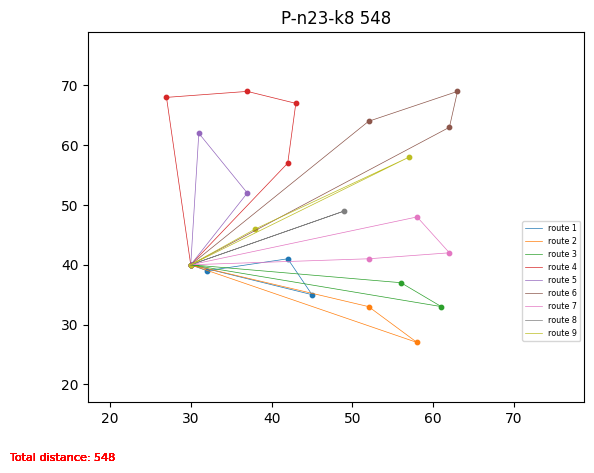 P-n23-k8 548
70
60
50
40
30
20
20 30 40 50 60 70
route 1
route 2
route 3
route 4
route 5
route 6
route 7
route 8
route 9
Total distance: 548